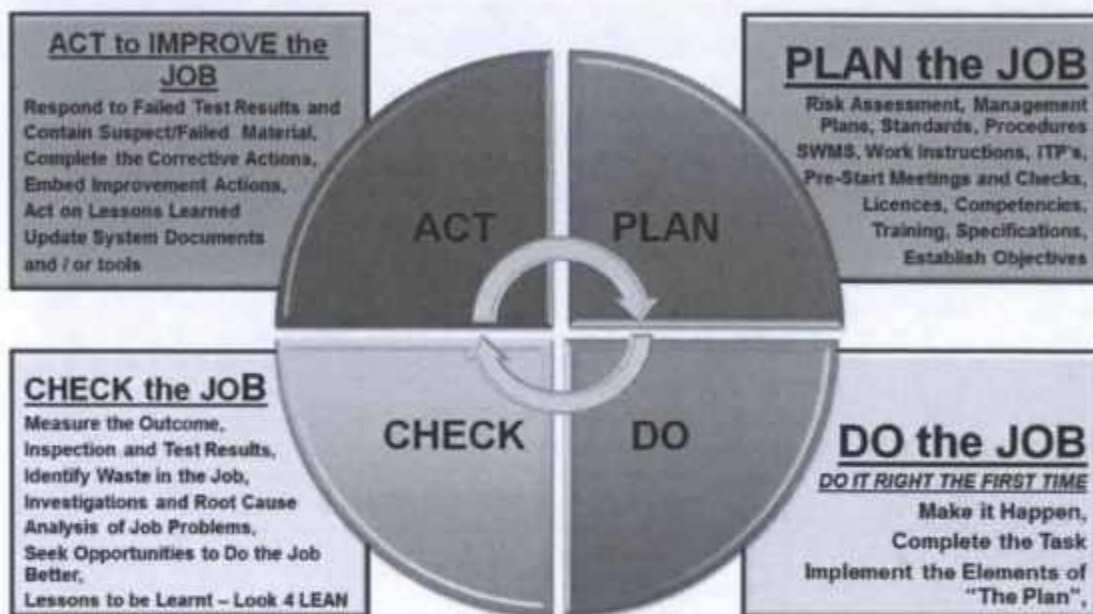 ACT to IMPROVE the
JOB
Respond to Failed Test Results and
Contain Suspect/Failed Material,
Complete the Corrective Actions,
Embed Improvement Actions,
Act on Lessons Learned
Update System Documents
and / or tools
PLAN the JOB
Risk Assessment, Management
Plans, Standards, Procedures
SWMS, Work Instructions, ITP's,
Pre-Start Meetings and Checks,
Licences, Competencies,
Training, Specifications,
Establish Objectives
ACT
PLAN
CHECK
DO
CHECK the JOB
Measure the Outcome,
Inspection and Test Results,
Identify Waste in the Job,
Investigations and Root Cause
Analysis of Job Problems,
Seek Opportunities to Do the Job
Better,
Lessons to be Learnt – Look 4 LEAN
DO the JOB
DO IT RIGHT THE FIRST TIME
Make it Happen,
Complete the Task
Implement the Elements of
"The Plan",